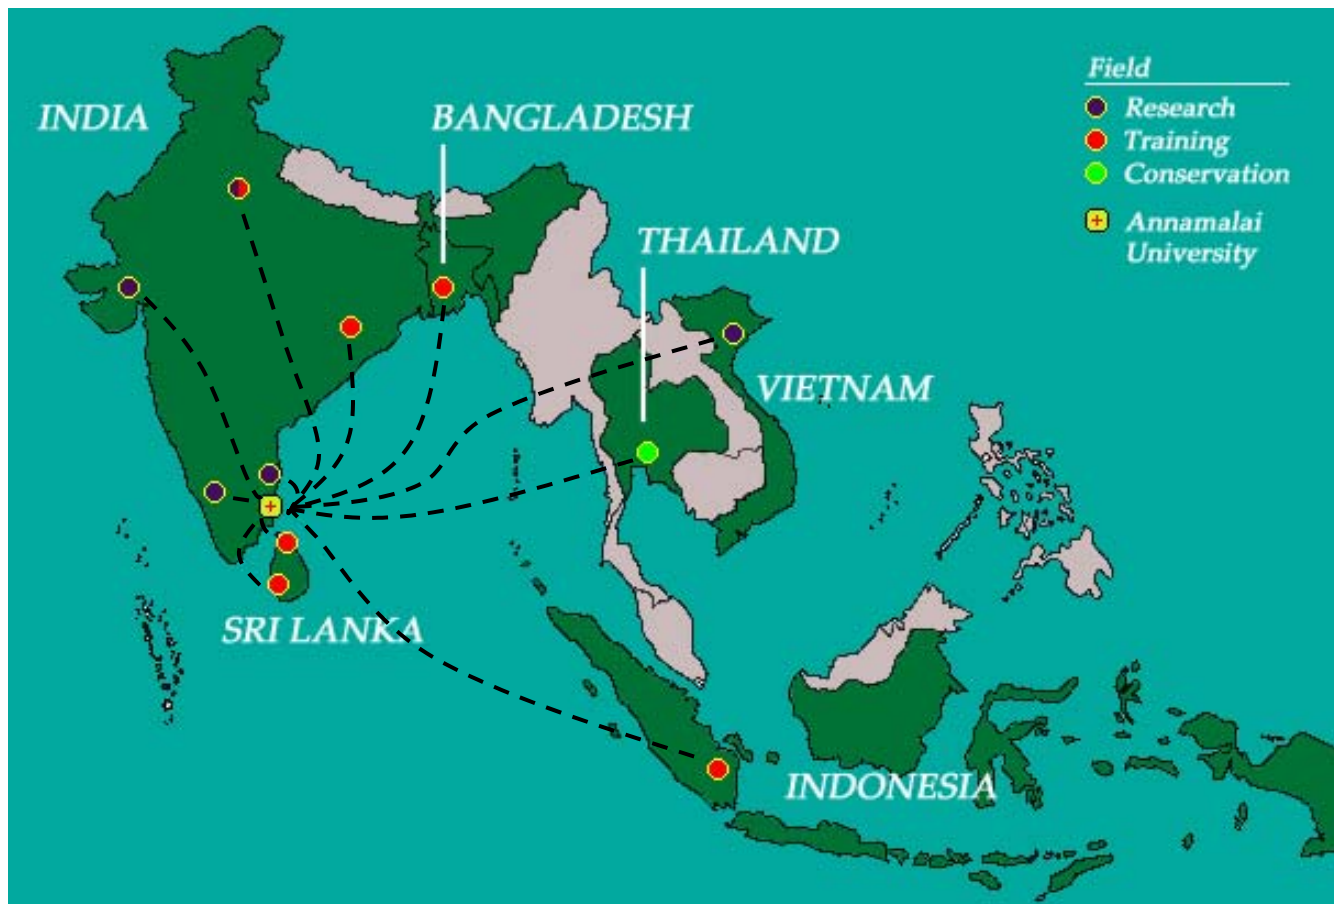 INDIA
BANGLADESH
THAILAND
VIETNAM
SRI LANKA
INDONESIA
Field
Research
Training
Conservation
Annamalai
University